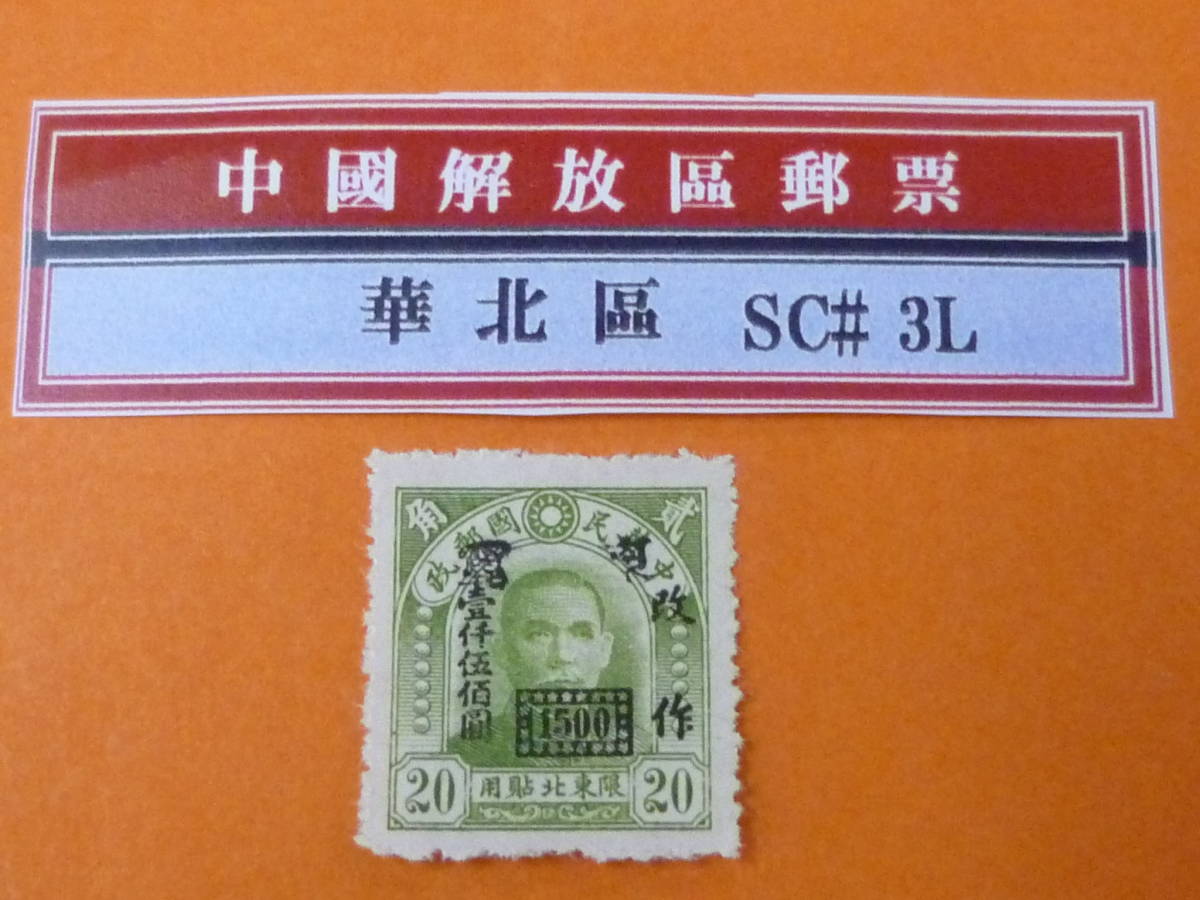 中國解放區郵票
華北區 SC# 3L
角 貳
政郵國 民 中
改作
壹仟伍佰圓
1500
20 用貼北東限 20